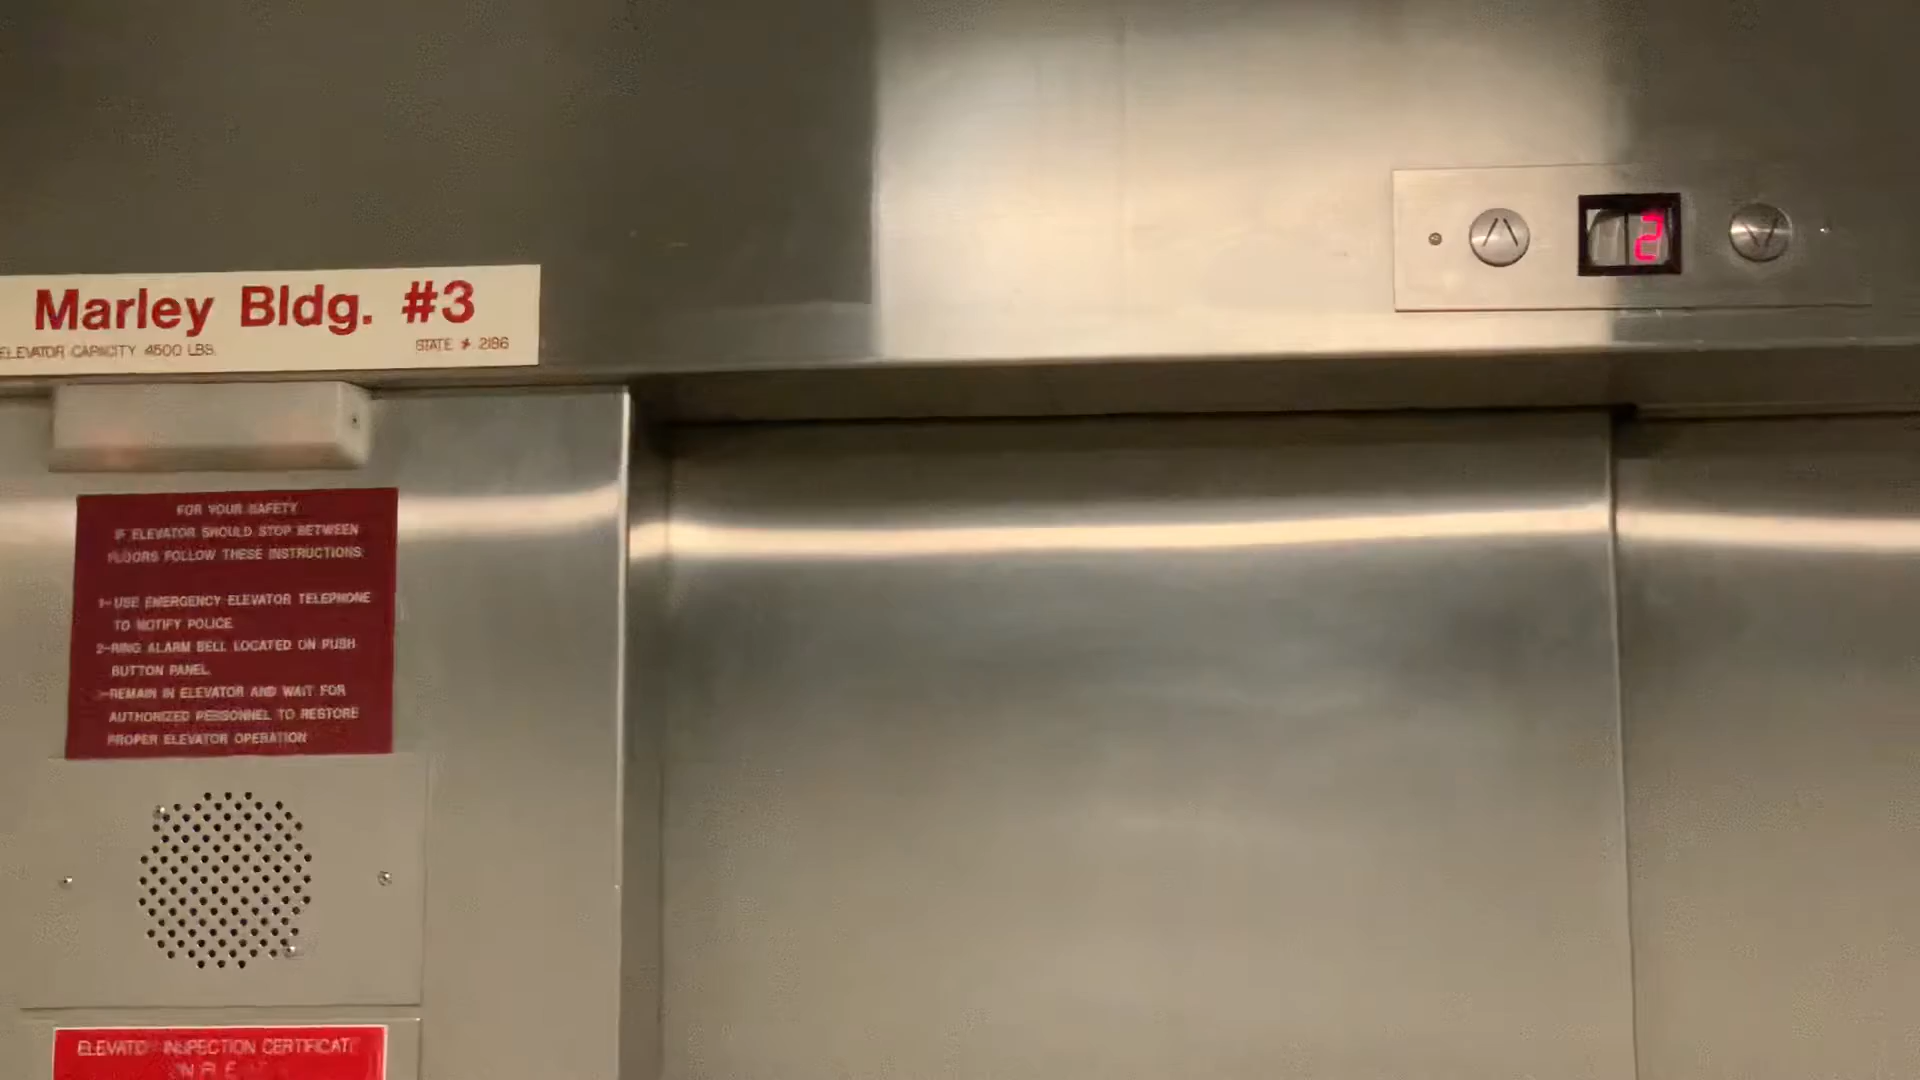 Marley Bldg. #3
ELEVATOR CAPACITY 4500 LBS.
STATE # 2186
2
FOR YOUR SAFETY
IF ELEVATOR SHOULD STOP BETWEEN
FLOORS FOLLOW THESE INSTRUCTIONS:
1-USE EMERGENCY ELEVATOR TELEPHONE
TO NOTIFY POLICE
2-RING ALARM BELL LOCATED ON PUSH
BUTTON PANEL
-REMAIN IN ELEVATOR AND WAIT FOR
AUTHORIZED PERSONNEL TO RESTORE
PROPER ELEVATOR OPERATION
ELEVATO INSPECTION CERTIFICAT